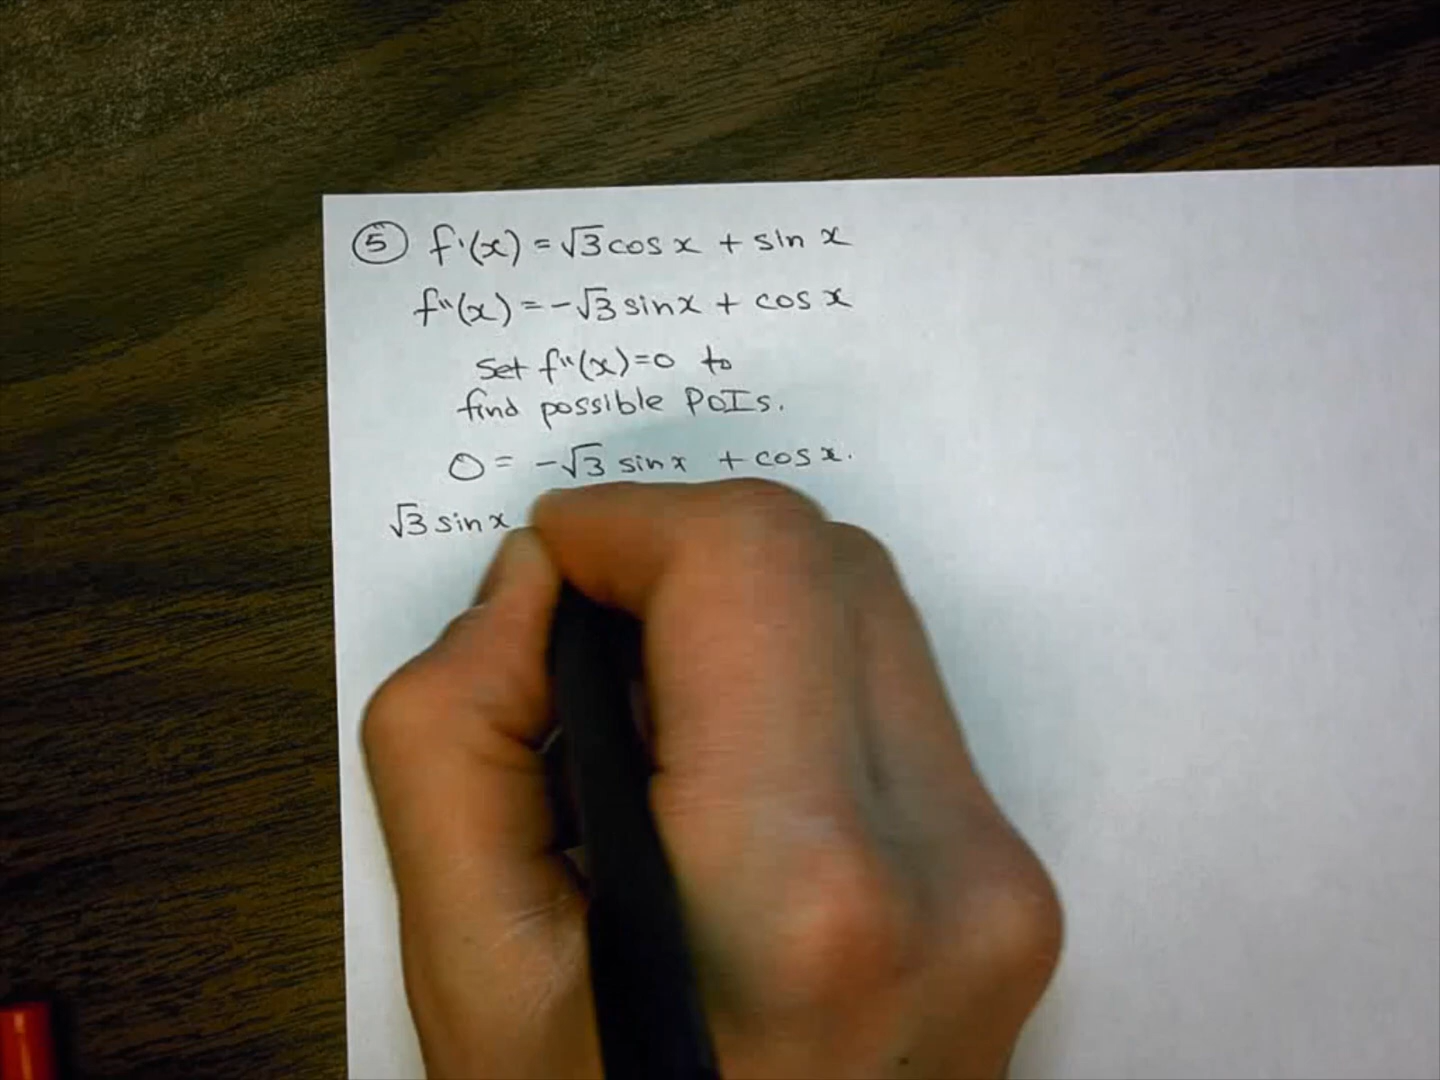 ⑤ f'(x) = √3 cos x + sin x
f''(x) = -√3 sin x + cos x
Set f''(x)=0 to
find possible POIs.
0 = -√3 sin x + cos x.
√3 sin x